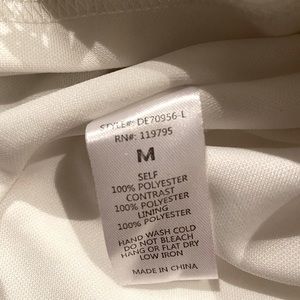 STYLE#: DE70956-L
RN#: 119795
M
SELF
100% POLYESTER
CONTRAST
100% POLYESTER
LINING
100% POLYESTER
HAND WASH COLD
DO NOT BLEACH
HANG OR FLAT DRY
LOW IRON
MADE IN CHINA